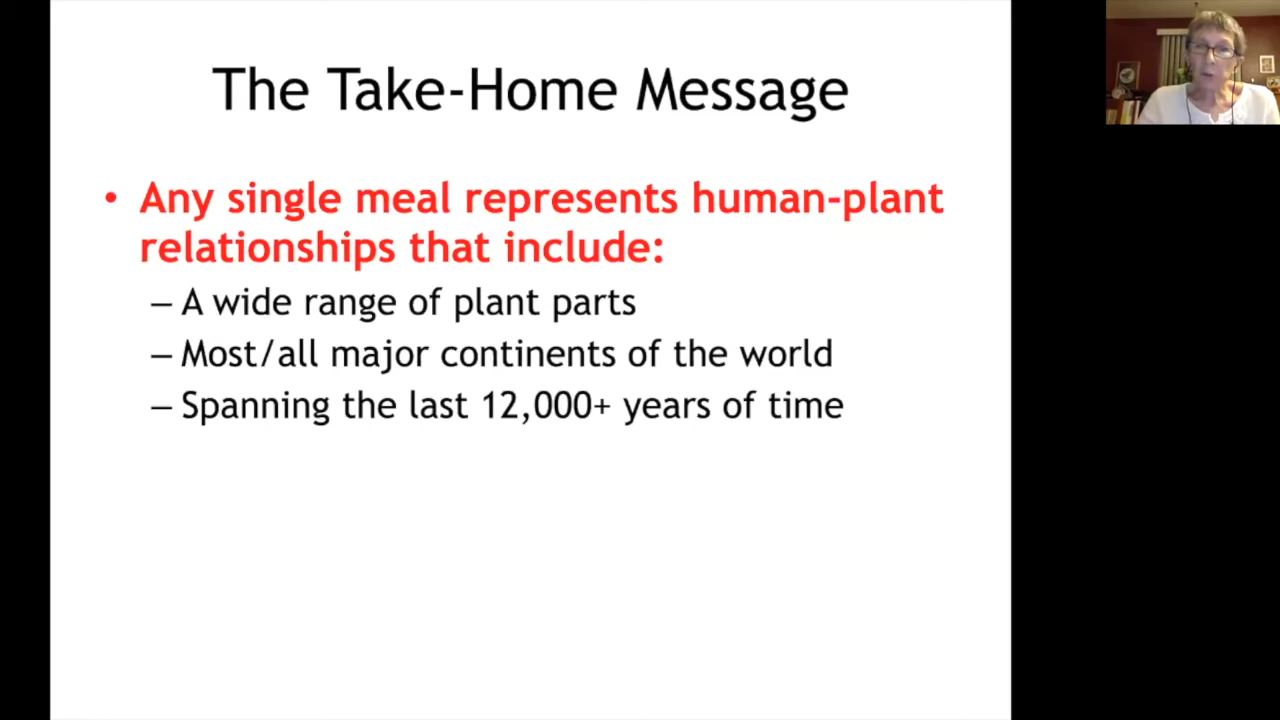 The Take-Home Message
• Any single meal represents human-plant
relationships that include:
– A wide range of plant parts
– Most/all major continents of the world
– Spanning the last 12,000+ years of time